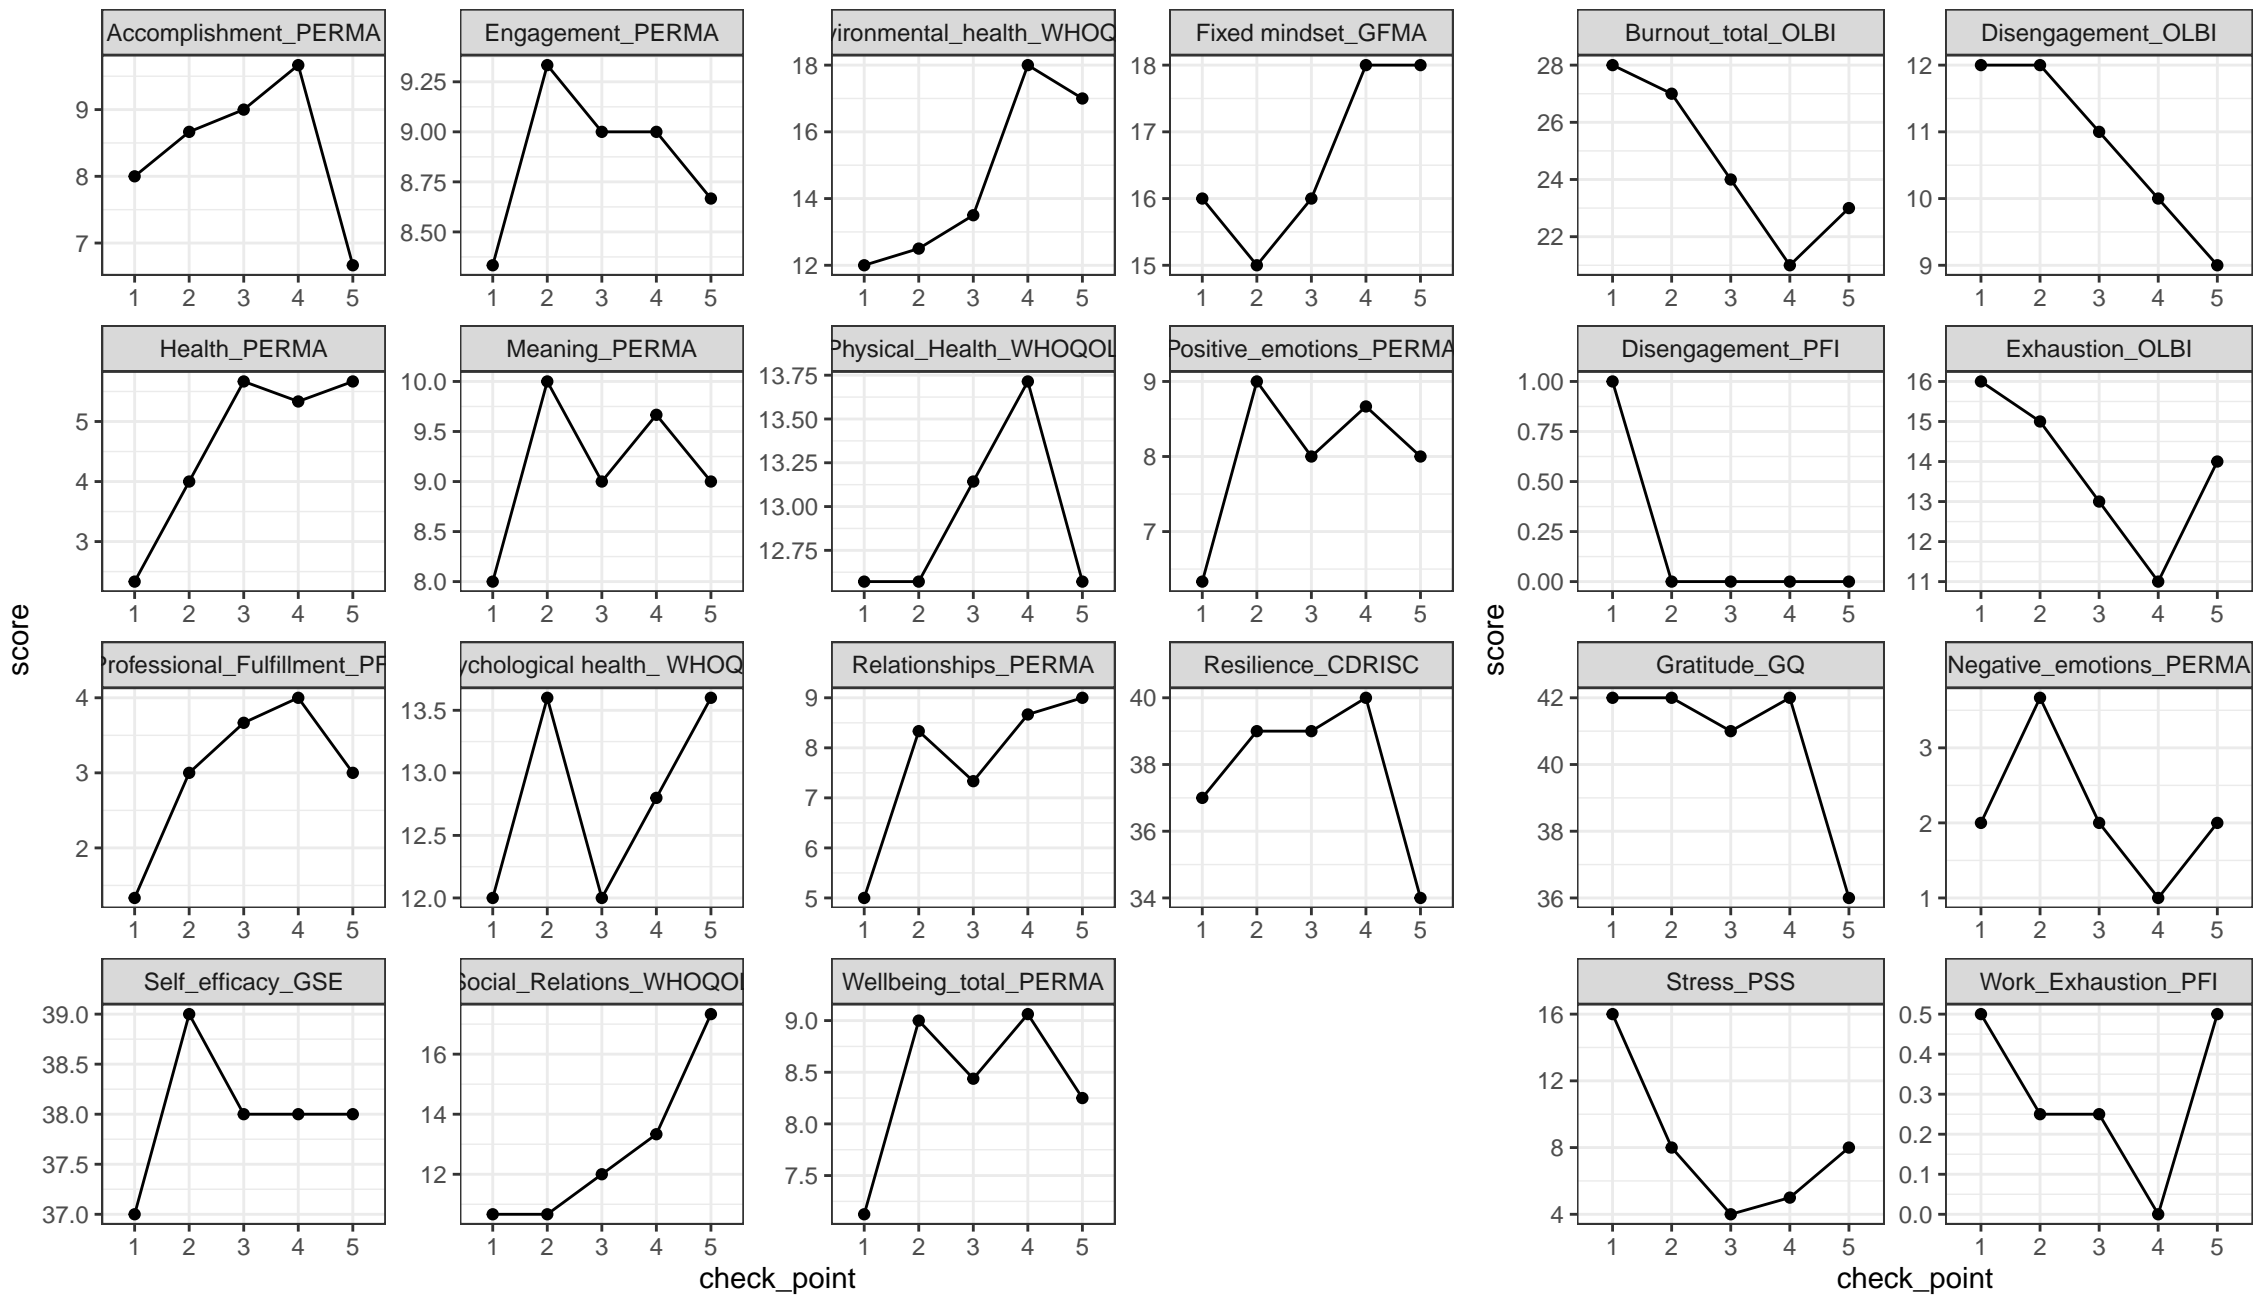 Accomplishment_PERMA
9
8
7
1 2 3 4 5
Engagement_PERMA
9.25
9.00
8.75
8.50
1 2 3 4 5
vironmental_health_WHOQ
18
16
14
12
1 2 3 4 5
Fixed mindset_GFMA
18
17
16
15
1 2 3 4 5
Health_PERMA
5
4
3
1 2 3 4 5
Meaning_PERMA
10.0
9.5
9.0
8.5
8.0
1 2 3 4 5
Physical_Health_WHOQOL
13.75
13.50
13.25
13.00
12.75
1 2 3 4 5
Positive_emotions_PERMA
9
8
7
1 2 3 4 5
Professional_Fulfillment_PF
4
3
2
1 2 3 4 5
ychological health_ WHOQ
13.5
13.0
12.5
12.0
1 2 3 4 5
Relationships_PERMA
9
8
7
6
5
1 2 3 4 5
Resilience_CDRISC
40
38
36
34
1 2 3 4 5
Self_efficacy_GSE
39.0
38.5
38.0
37.5
37.0
1 2 3 4 5
Social_Relations_WHOQOL
16
14
12
1 2 3 4 5
Wellbeing_total_PERMA
9.0
8.5
8.0
7.5
1 2 3 4 5
score
check_point
Burnout_total_OLBI
28
26
24
22
1 2 3 4 5
Disengagement_OLBI
12
11
10
9
1 2 3 4 5
Disengagement_PFI
1.00
0.75
0.50
0.25
0.00
1 2 3 4 5
Exhaustion_OLBI
16
15
14
13
12
11
1 2 3 4 5
Gratitude_GQ
42
40
38
36
1 2 3 4 5
Negative_emotions_PERMA
3
2
1
1 2 3 4 5
Stress_PSS
16
12
8
4
1 2 3 4 5
Work_Exhaustion_PFI
0.5
0.4
0.3
0.2
0.1
0.0
1 2 3 4 5
score
check_point